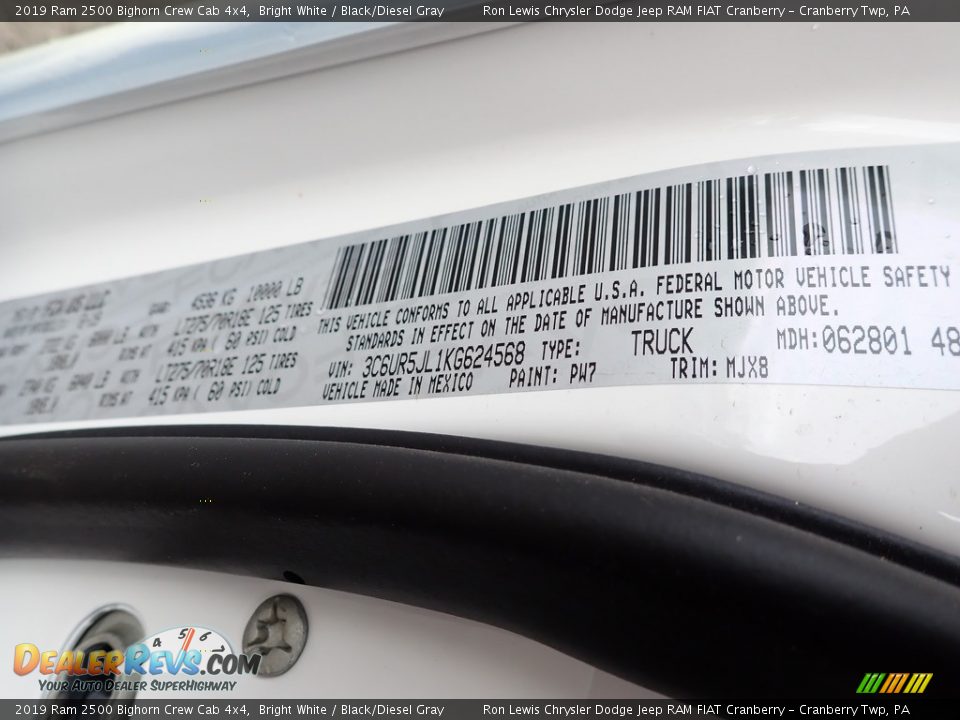 2019 Ram 2500 Bighorn Crew Cab 4x4, Bright White / Black/Diesel Gray Ron Lewis Chrysler Dodge Jeep RAM FIAT Cranberry - Cranberry Twp, PA
4536 KG 10000 LB
LT275/70R18E 125 TIRES
415 KPA ( 60 PSI) COLD
LT275/70R18E 125 TIRES
415 KPA ( 60 PSI) COLD
THIS VEHICLE CONFORMS TO ALL APPLICABLE U.S.A. FEDERAL MOTOR VEHICLE SAFETY
STANDARDS IN EFFECT ON THE DATE OF MANUFACTURE SHOWN ABOVE.
VIN: 3C6UR5JL1KG624568 TYPE: TRUCK MDH:062801 48
VEHICLE MADE IN MEXICO PAINT: PW7 TRIM: MJX8
4 5 6
DealerRevs.com
Your Auto Dealer SuperHighway
2019 Ram 2500 Bighorn Crew Cab 4x4, Bright White / Black/Diesel Gray Ron Lewis Chrysler Dodge Jeep RAM FIAT Cranberry - Cranberry Twp, PA